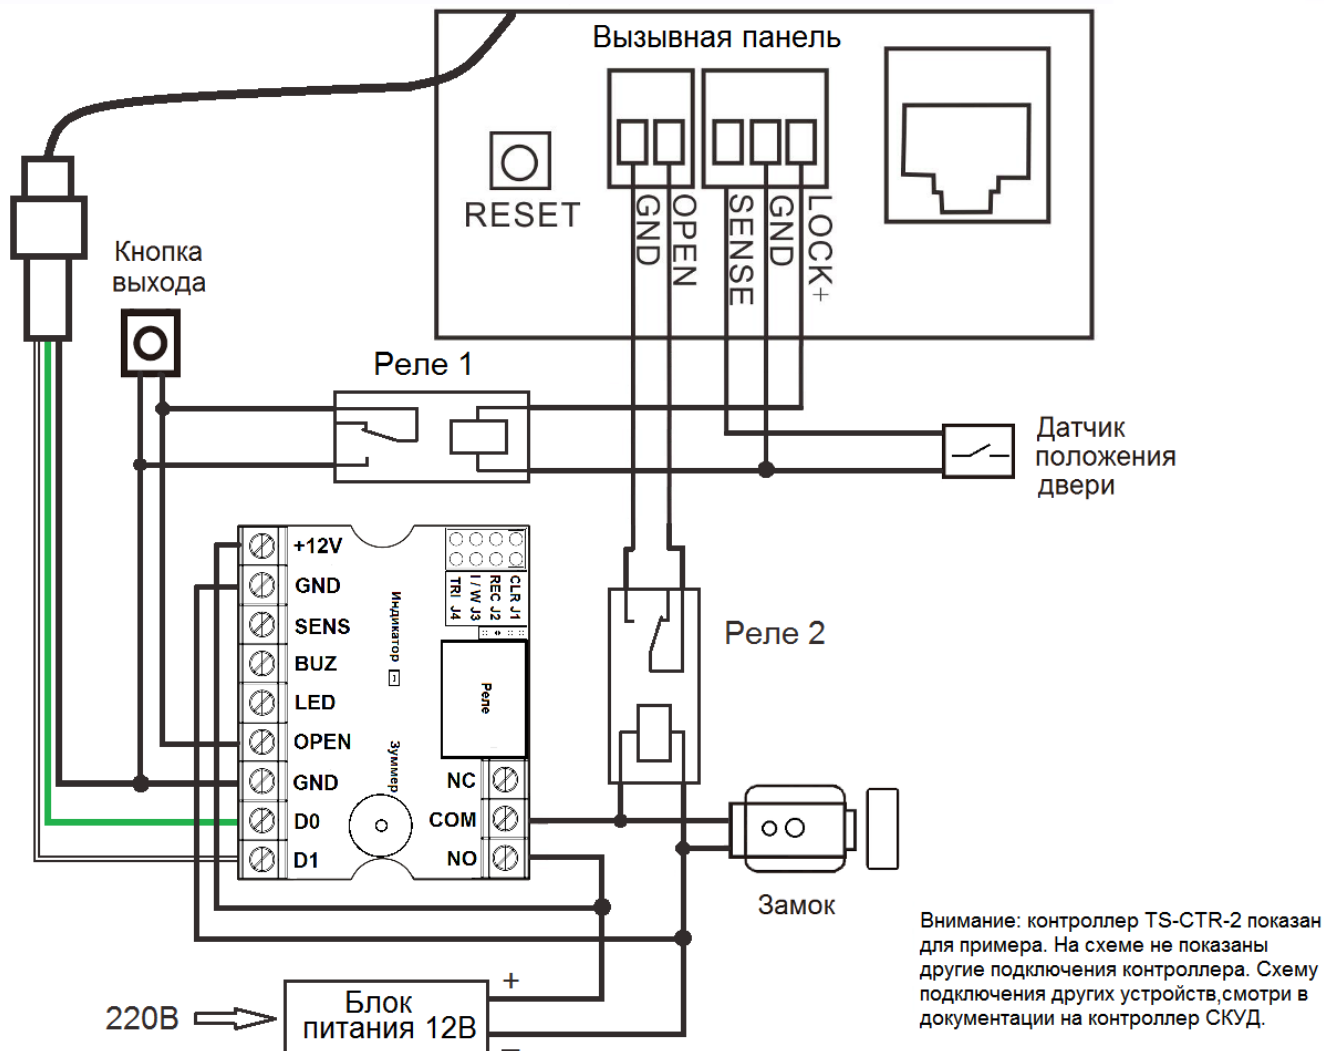 Вызывная панель
RESET
GND
OPEN
SENSE
GND
LOCK+
Кнопка
выхода
Реле 1
Датчик
положения
двери
+12V
GND
SENS
BUZ
LED
OPEN
GND
D0
D1
Индикатор
Зуммер
TRI J4
I / W J3
REC J2
CLR J1
Реле
NC
COM
NO
Реле 2
Замок
220В
Блок
питания 12В
+
−
Внимание: контроллер TS-CTR-2 показан
для примера. На схеме не показаны
другие подключения контроллера. Схему
подключения других устройств,смотри в
документации на контроллер СКУД.